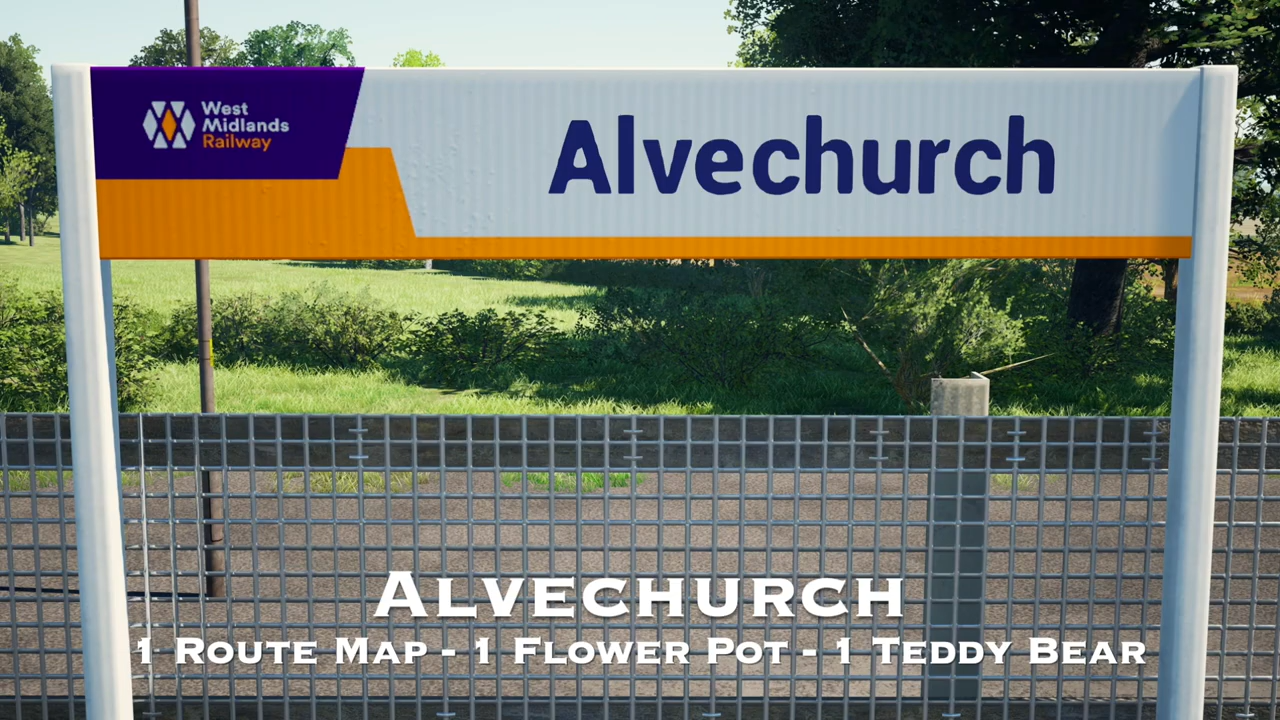 West
Midlands
Railway
Alvechurch
ALVECHURCH
1 ROUTE MAP - 1 FLOWER POT - 1 TEDDY BEAR